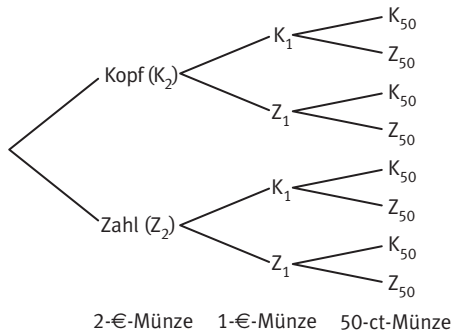 K₅₀
K₁
Z₅₀
Kopf (K₂)
K₅₀
Z₁
Z₅₀
K₅₀
K₁
Z₅₀
Zahl (Z₂)
K₅₀
Z₁
Z₅₀
2-€-Münze 1-€-Münze 50-ct-Münze